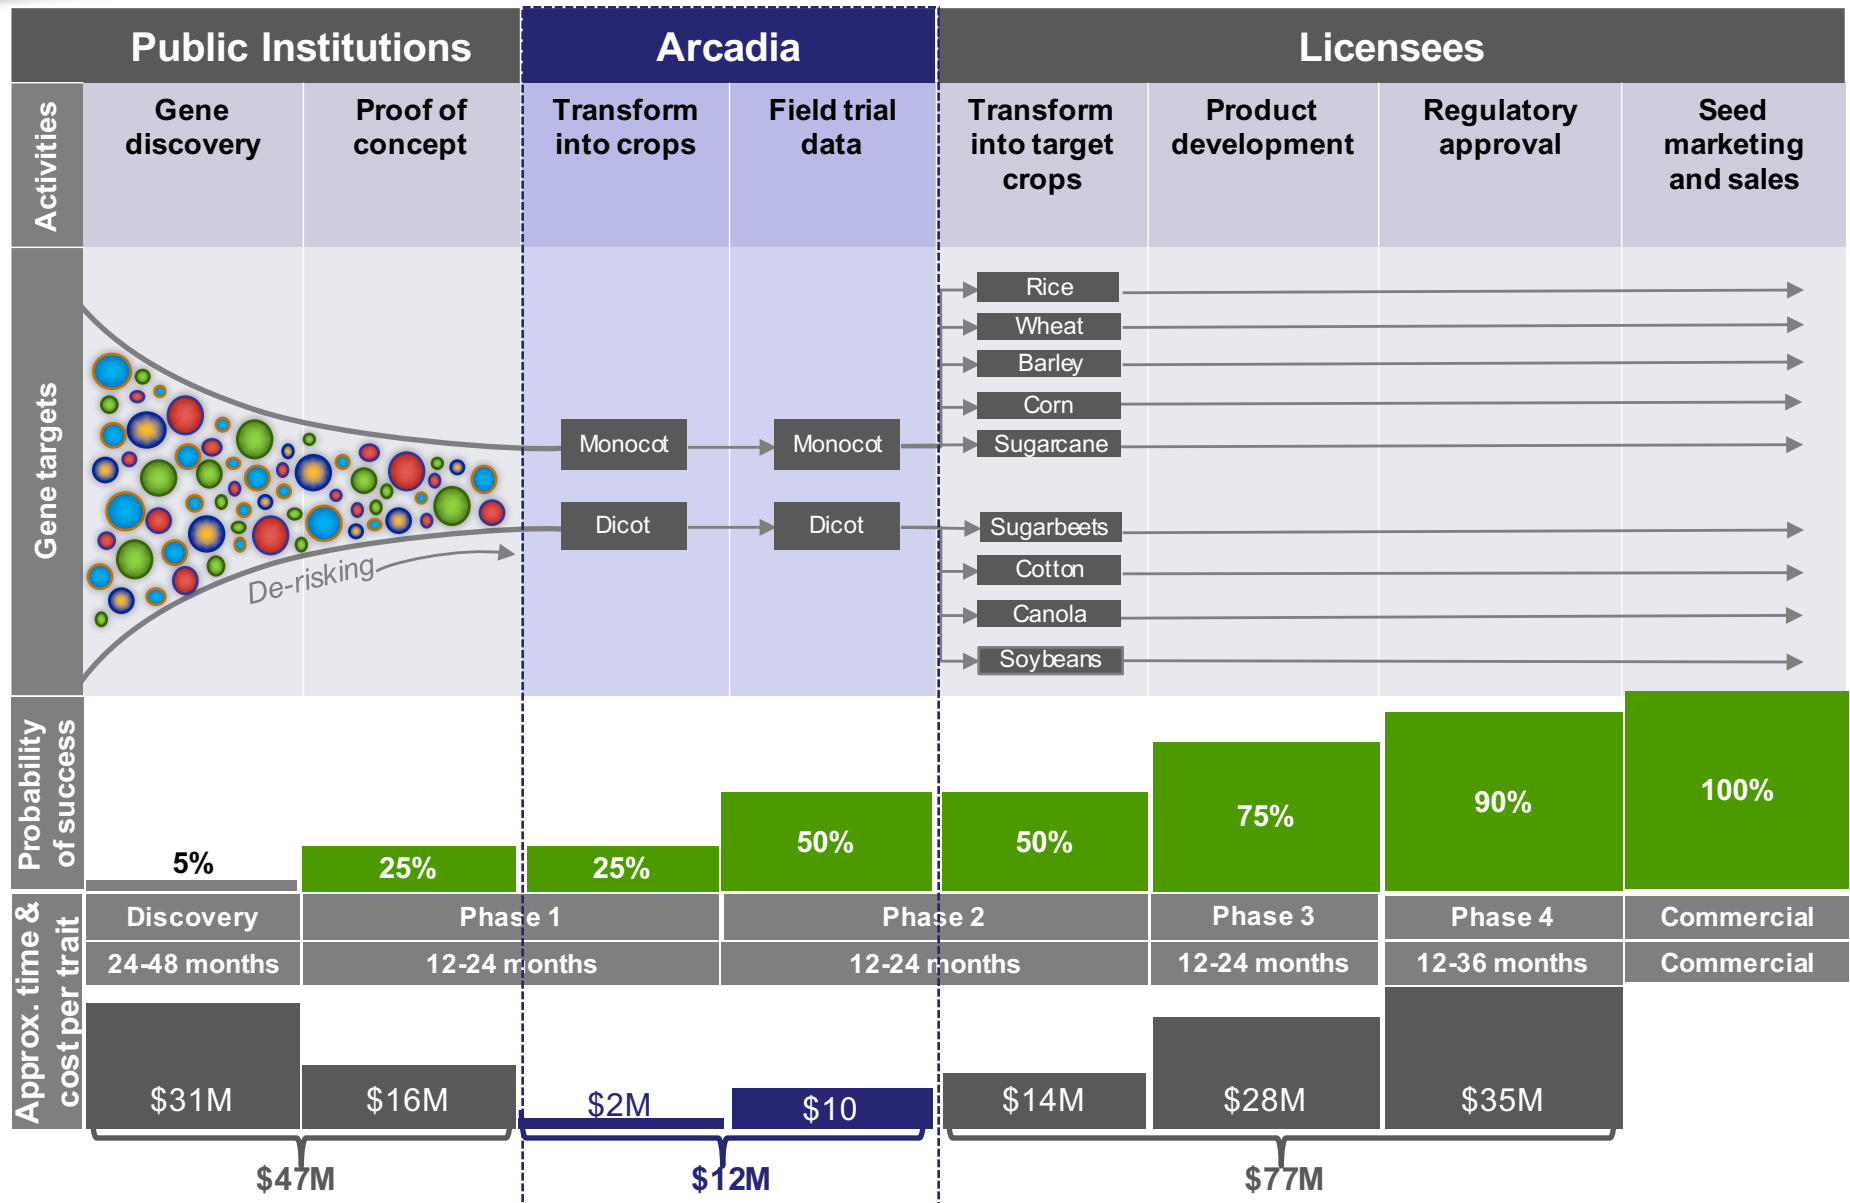 Public Institutions
Arcadia
Licensees
Activities
Gene
discovery
Proof of
concept
Transform
into crops
Field trial
data
Transform
into target
crops
Product
development
Regulatory
approval
Seed
marketing
and sales
Gene targets
De-risking
Monocot
Monocot
Dicot
Dicot
Rice
Wheat
Barley
Corn
Sugarcane
Sugarbeets
Cotton
Canola
Soybeans
Probability
of success
5%
25%
25%
50%
50%
75%
90%
100%
Approx. time &
cost per trait
Discovery
Phase 1
Phase 2
Phase 3
Phase 4
Commercial
24-48 months
12-24 months
12-24 months
12-24 months
12-36 months
Commercial
$31M
$16M
$2M
$10
$14M
$28M
$35M
$47M
$12M
$77M